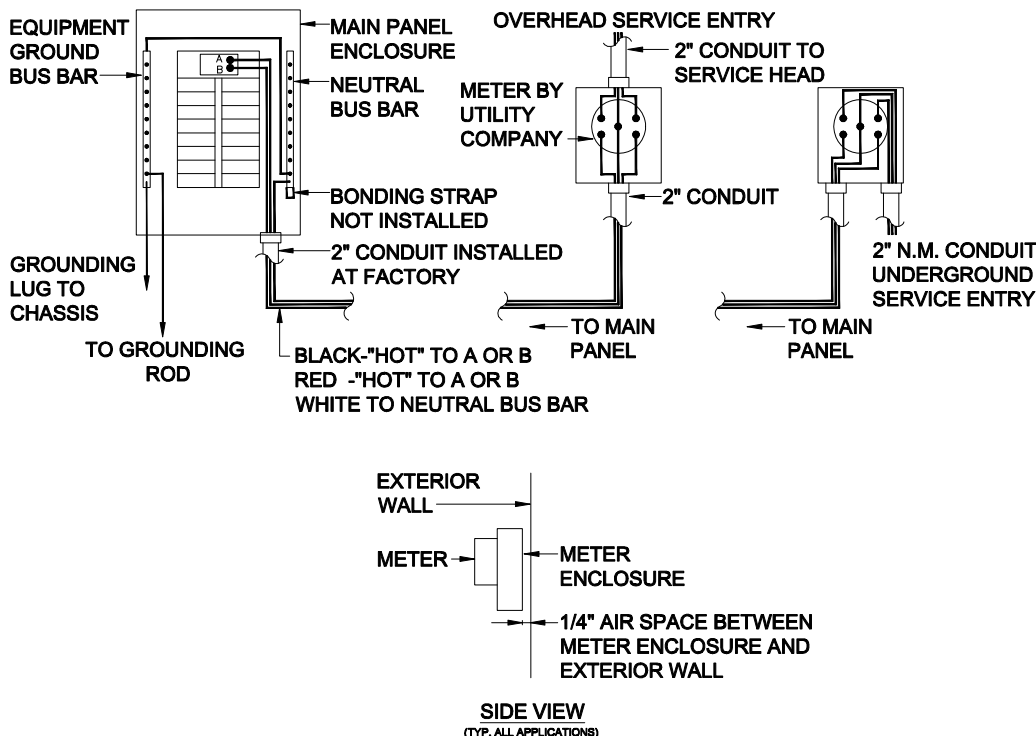 EQUIPMENT
GROUND
BUS BAR
A
B
MAIN PANEL
ENCLOSURE
NEUTRAL
BUS BAR
BONDING STRAP
NOT INSTALLED
2" CONDUIT INSTALLED
AT FACTORY
GROUNDING
LUG TO
CHASSIS
TO GROUNDING
ROD
BLACK-"HOT" TO A OR B
RED -"HOT" TO A OR B
WHITE TO NEUTRAL BUS BAR
OVERHEAD SERVICE ENTRY
2" CONDUIT TO
SERVICE HEAD
METER BY
UTILITY
COMPANY
2" CONDUIT
TO MAIN
PANEL
2" N.M. CONDUIT
UNDERGROUND
SERVICE ENTRY
TO MAIN
PANEL
EXTERIOR
WALL
METER
METER
ENCLOSURE
1/4" AIR SPACE BETWEEN
METER ENCLOSURE AND
EXTERIOR WALL
SIDE VIEW
(TYP. ALL APPLICATIONS)